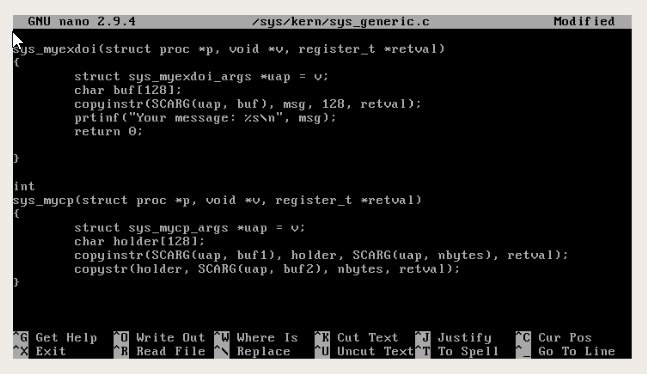 GNU nano 2.9.4 /sys/kern/sys_generic.c Modified
sys_myexdoi(struct proc *p, void *v, register_t *retval)
{
struct sys_myexdoi_args *uap = v;
char buf[128];
copyinstr(SCARG(uap, buf), msg, 128, retval);
prtinf("Your message: %s\n", msg);
return 0;
}
int
sys_mycp(struct proc *p, void *v, register_t *retval)
{
struct sys_mycp_args *uap = v;
char holder[128];
copyinstr(SCARG(uap, buf1), holder, SCARG(uap, nbytes), retval);
copystr(holder, SCARG(uap, buf2), nbytes, retval);
}
^G Get Help ^O Write Out ^W Where Is ^K Cut Text ^J Justify ^C Cur Pos
^X Exit ^R Read File ^\ Replace ^U Uncut Text ^T To Spell ^_ Go To Line